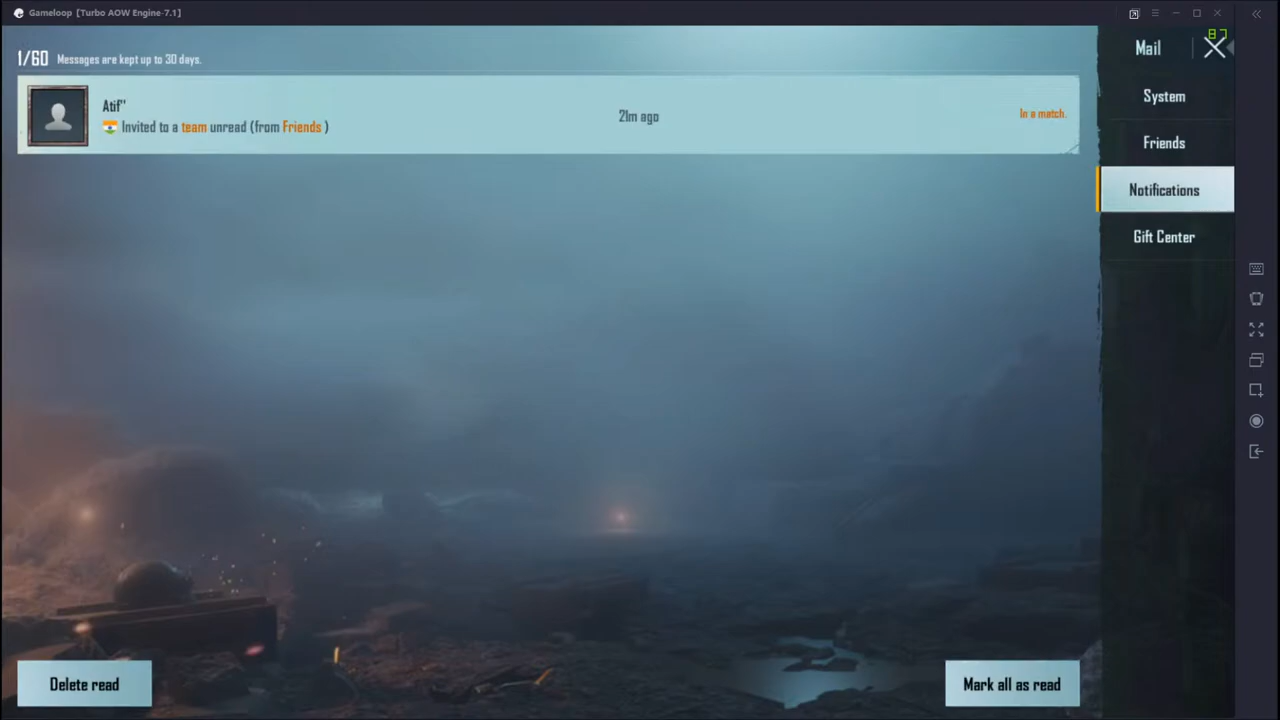 Gameloop [Turbo AOW Engine-7.1]
87
1/60 Messages are kept up to 30 days.
Mail
Atif"
Invited to a team unread (from Friends )
21m ago
In a match.
System
Friends
Notifications
Gift Center
Delete read
Mark all as read